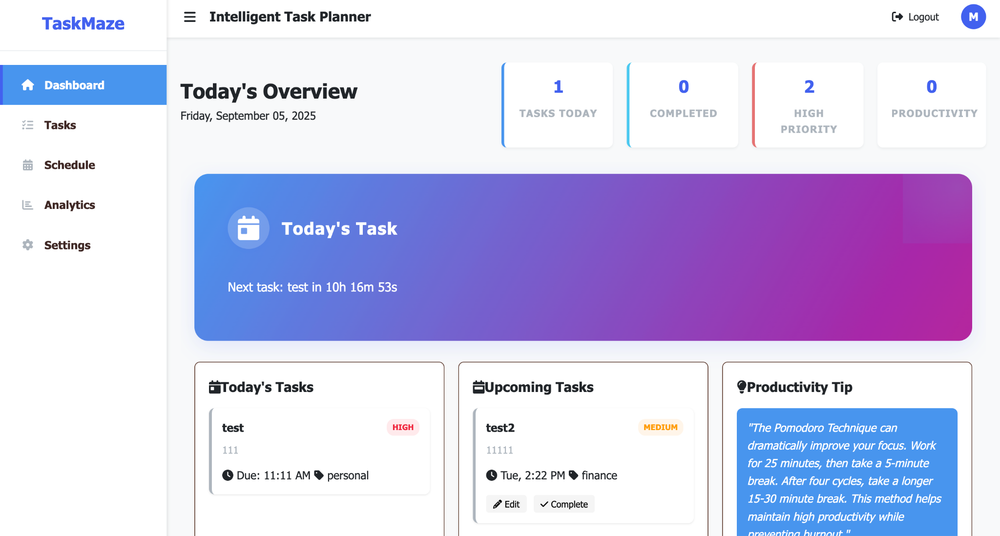 TaskMaze
Intelligent Task Planner
Logout
M
Dashboard
Tasks
Schedule
Analytics
Settings
Today's Overview
Friday, September 05, 2025
1
TASKS TODAY
0
COMPLETED
2
HIGH
PRIORITY
0
PRODUCTIVITY
Today's Task
Next task: test in 10h 16m 53s
Today's Tasks
test
HIGH
111
Due: 11:11 AM personal
Upcoming Tasks
test2
MEDIUM
11111
Tue, 2:22 PM finance
Edit
Complete
Productivity Tip
"The Pomodoro Technique can
dramatically improve your focus. Work
for 25 minutes, then take a 5-minute
break. After four cycles, take a longer
15-30 minute break. This method helps
maintain high productivity while
preventing burnout."